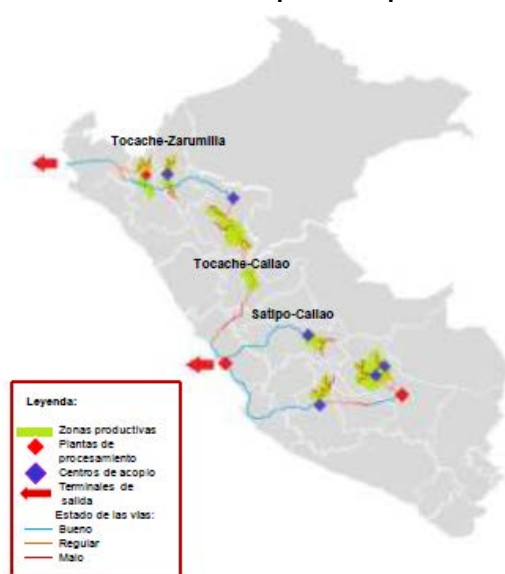 Tocache-Zarumilla
Tocache-Callao
Satipo-Callao
Leyenda:
Zonas productivas
Plantas de
procesamiento
Centros de acopio
Terminales de
salida
Estado de las vías:
Bueno
Regular
Malo